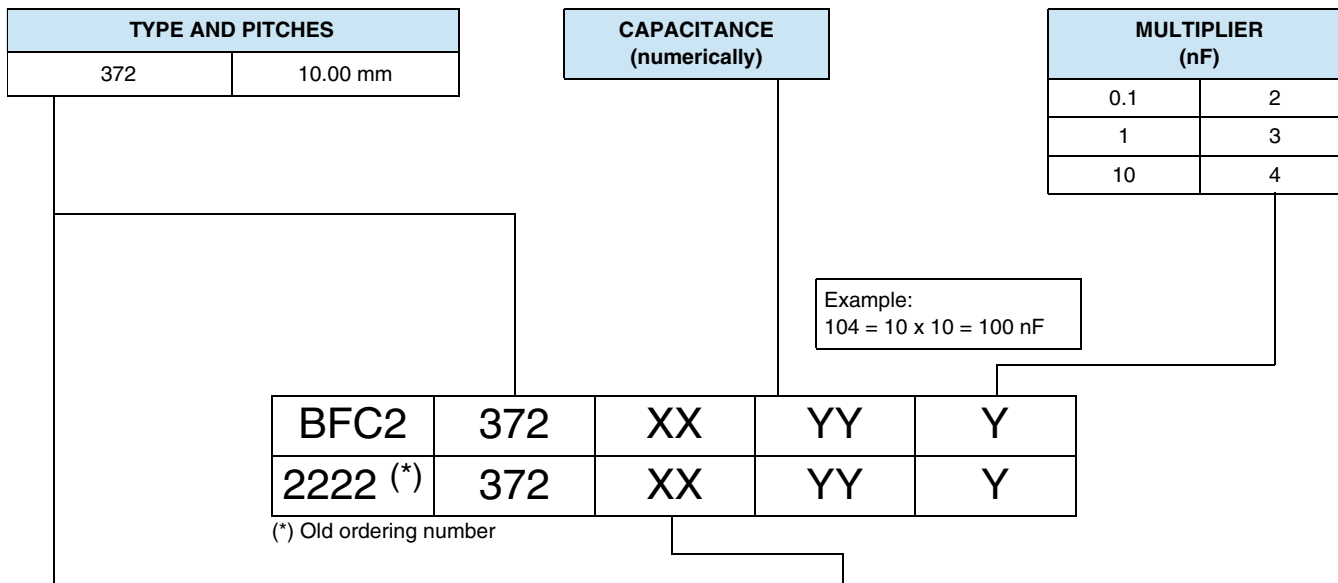 TYPE AND PITCHES
372 10.00 mm
CAPACITANCE
(numerically)
MULTIPLIER
(nF)
0.1 2
1 3
10 4
Example:
104 = 10 x 10 = 100 nF
BFC2 372 XX YY Y
2222 (*) 372 XX YY Y
(*) Old ordering number